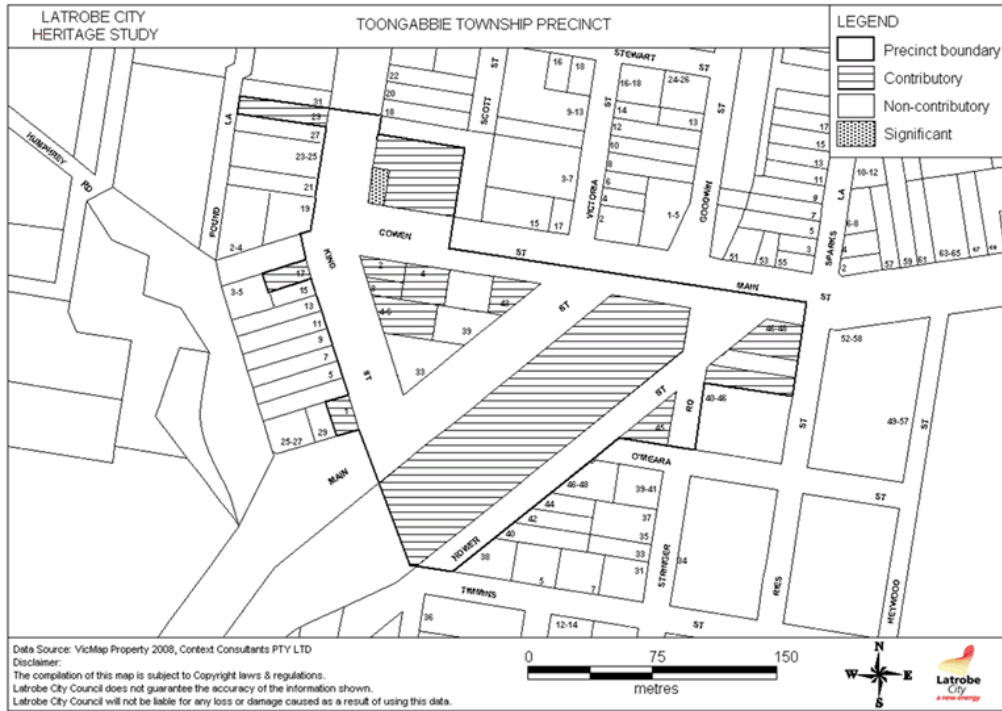 LATROBE CITY
HERITAGE STUDY
TOONGABBIE TOWNSHIP PRECINCT
LEGEND
Precinct boundary
Contributory
Non-contributory
Significant
STEWART
ST
HUMPHREY
RD
POUND
LA
KING
ST
COWEN
ST
SCOTT
ST
VICTORIA
ST
GOODWIN
ST
SPARKS
LA
MAIN
ST
MAIN
ST
HOWER
ST
RD
O'MEARA
ST
TIMMINS
ST
STRINGER
ST
RIES
ST
HEYWOOD
ST
31
29
27
23-25
21
19
2-4
3-5
17
15
13
11
9
7
5
1
29
25-27
22
20
18
16
18
9-13
3-7
15
17
16-18
14
12
10
8
6
4
2
24-26
13
1-5
17
15
13
11
9
7
5
3
51
53
55
10-12
6-8
4
2
57
59
61
63-65
67
69
2
4
8
4-6
43
39
33
46-48
40-46
52-58
49-57
45
46-48
44
42
40
38
39-41
37
35
33
31
34
5
7
36
12-14
Data Source: VicMap Property 2008, Context Consultants PTY LTD
Disclaimer:
The compilation of this map is subject to Copyright laws & regulations.
Latrobe City Council does not guarantee the accuracy of the information shown.
Latrobe City Council will not be liable for any loss or damage caused as a result of using this data.
0 75 150
metres
N
W E
S
Latrobe
City
a new energy